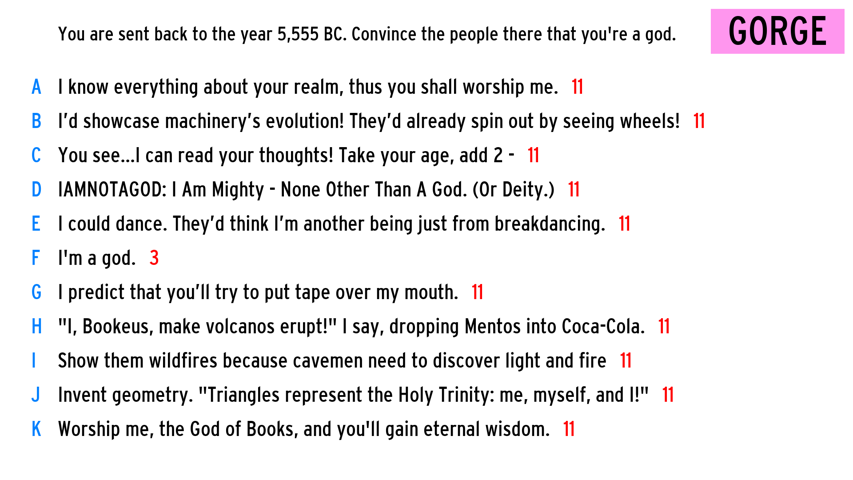 You are sent back to the year 5,555 BC. Convince the people there that you're a god.
GORGE
A I know everything about your realm, thus you shall worship me. 11
B I’d showcase machinery’s evolution! They’d already spin out by seeing wheels! 11
C You see...I can read your thoughts! Take your age, add 2 - 11
D IAMNOTAGOD: I Am Mighty - None Other Than A God. (Or Deity.) 11
E I could dance. They’d think I’m another being just from breakdancing. 11
F I'm a god. 3
G I predict that you’ll try to put tape over my mouth. 11
H "I, Bookeus, make volcanos erupt!" I say, dropping Mentos into Coca-Cola. 11
I Show them wildfires because cavemen need to discover light and fire 11
J Invent geometry. "Triangles represent the Holy Trinity: me, myself, and I!" 11
K Worship me, the God of Books, and you'll gain eternal wisdom. 11